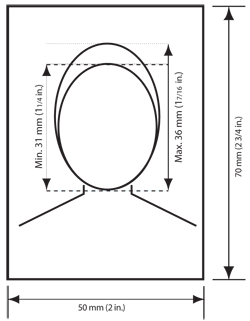 Min. 31 mm (1 1/4 in.)
Max. 36 mm (1 7/16 in.)
70 mm (2 3/4 in.)
50 mm (2 in.)